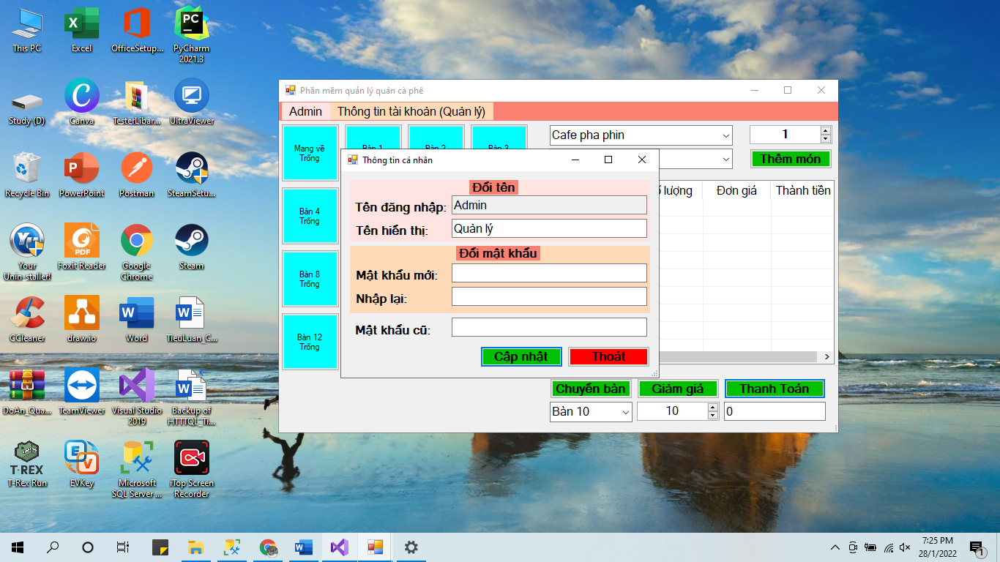 This PC
Excel
OfficeSetup...
PyCharm
2021.3
Study (D)
Canva
TesterLibar...
UltraViewer
Recycle Bin
PowerPoint
Postman
SteamSetu...
Your
Unin-staller!
Foxit Reader
Google
Chrome
Steam
CCleaner
draw.io
Word
TieuLuan_C...
DoAn_Qua...
TeamViewer
Visual Studio
2019
Backup of
HTTTQL_Ti...
T-REX
T-Rex Run
EVKey
Microsoft
SQL Server ...
iTop Screen
Recorder
Phần mềm quản lý quán cà phê
Admin
Thông tin tài khoản (Quản lý)
Mang về
Trống
Bàn 1
Bàn 2
Bàn 3
Cafe pha phin
1
Thêm món
Bàn 4
Trống
Bàn 8
Trống
Bàn 12
Trống
ố lượng
Đơn giá
Thành tiền
Thông tin cá nhân
Đổi tên
Tên đăng nhập:
Admin
Tên hiển thị:
Quản lý
Đổi mật khẩu
Mật khẩu mới:
Nhập lại:
Mật khẩu cũ:
Cập nhật
Thoát
Chuyển bàn
Giảm giá
Thanh Toán
Bàn 10
10
0
7:25 PM
28/1/2022
1